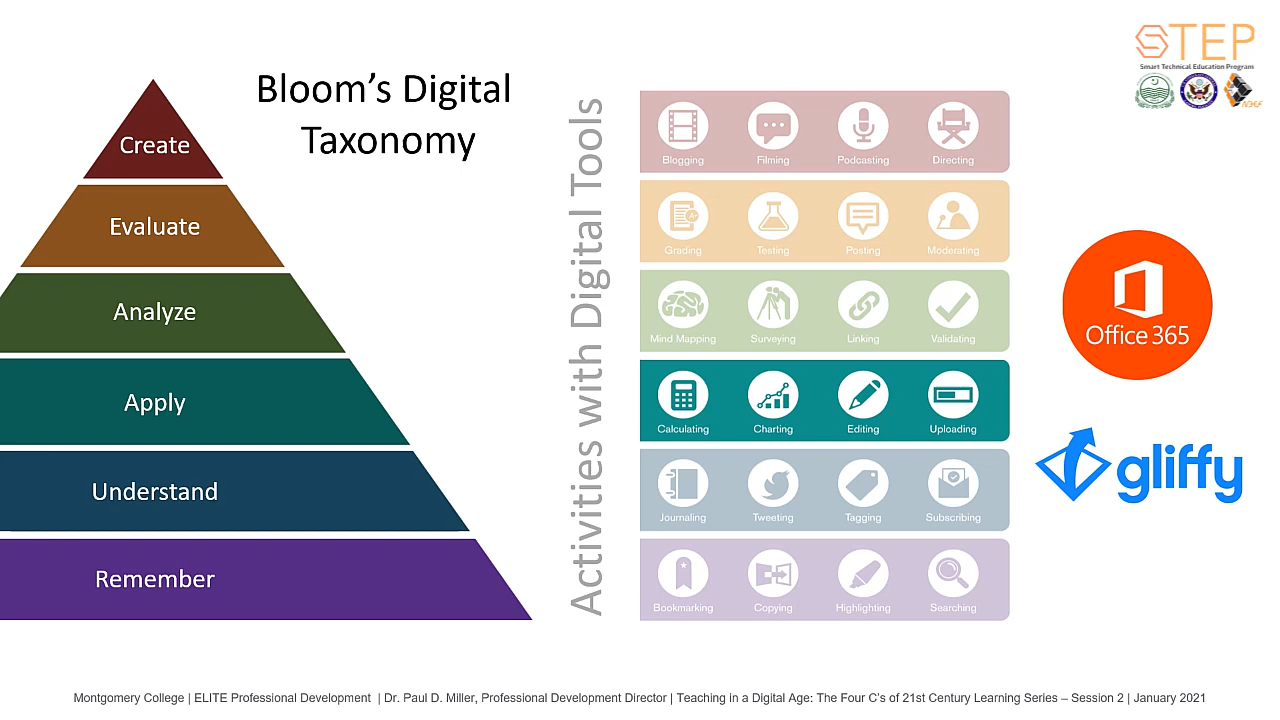 STEP
Smart Technical Education Program
Bloom's Digital
Taxonomy
Create
Evaluate
Analyze
Apply
Understand
Remember
Activities with Digital Tools
Blogging Filming Podcasting Directing
Grading Testing Posting Moderating
Mind Mapping Surveying Linking Validating
Calculating Charting Editing Uploading
Journaling Tweeting Tagging Subscribing
Bookmarking Copying Highlighting Searching
Office 365
gliffy
Montgomery College | ELITE Professional Development | Dr. Paul D. Miller, Professional Development Director | Teaching in a Digital Age: The Four C's of 21st Century Learning Series – Session 2 | January 2021